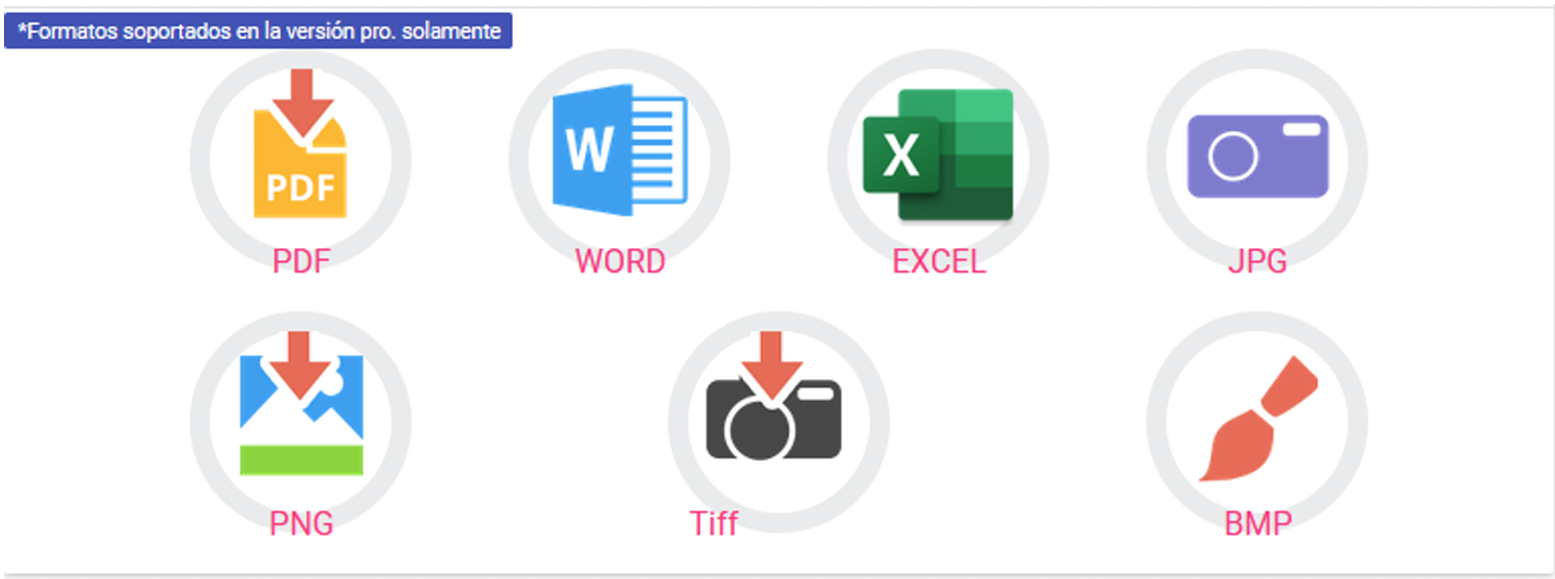 *Formatos soportados en la versión pro. solamente
PDF
W
X
PDF
WORD
EXCEL
JPG
PNG
Tiff
BMP